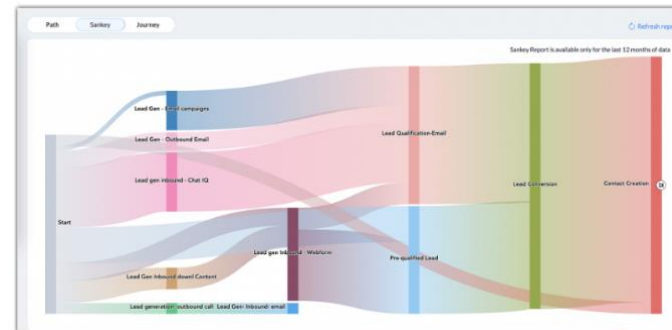 Path
Sankey
Journey
Refresh repo
Sankey Report is available only for the last 12 months of data
Lead Gen - Email campaigns
Lead Gen - Outbound Email
Lead Qualification-Email
Lead gen inbound - Chat IQ
Lead Conversion
Contact Creation
Start
Lead gen Inbound - Webform
Pre-qualified Lead
Lead Gen Inbound downl Content
Lead generation- outbound call
Lead Gen- Inbound- email